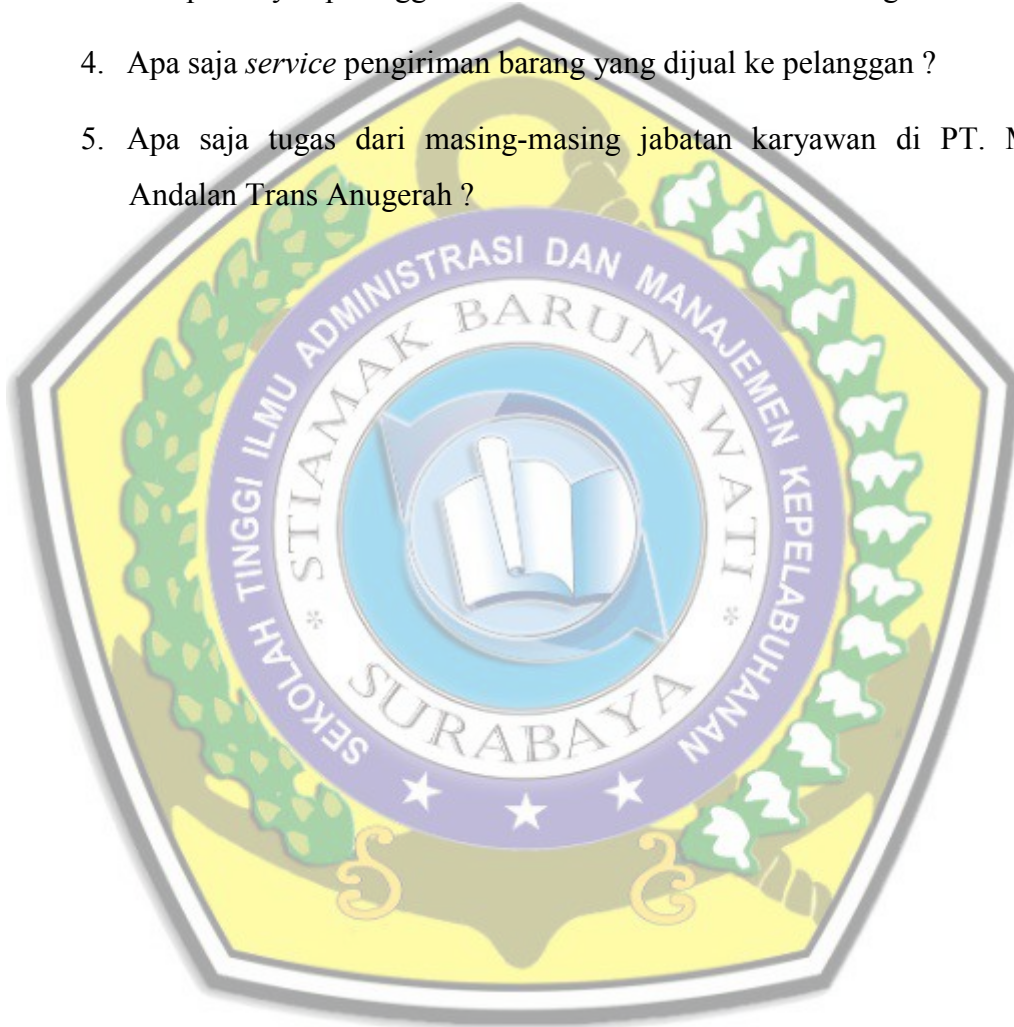 4. Apa saja service pengiriman barang yang dijual ke pelanggan ?
5. Apa saja tugas dari masing-masing jabatan karyawan di PT.
Andalan Trans Anugerah ?
SEKOLAH TINGGI ILMU ADMINISTRASI DAN MANAJEMEN KEPELABUHANAN
STIAMAK BARUNAWATI
* SURABAYA *